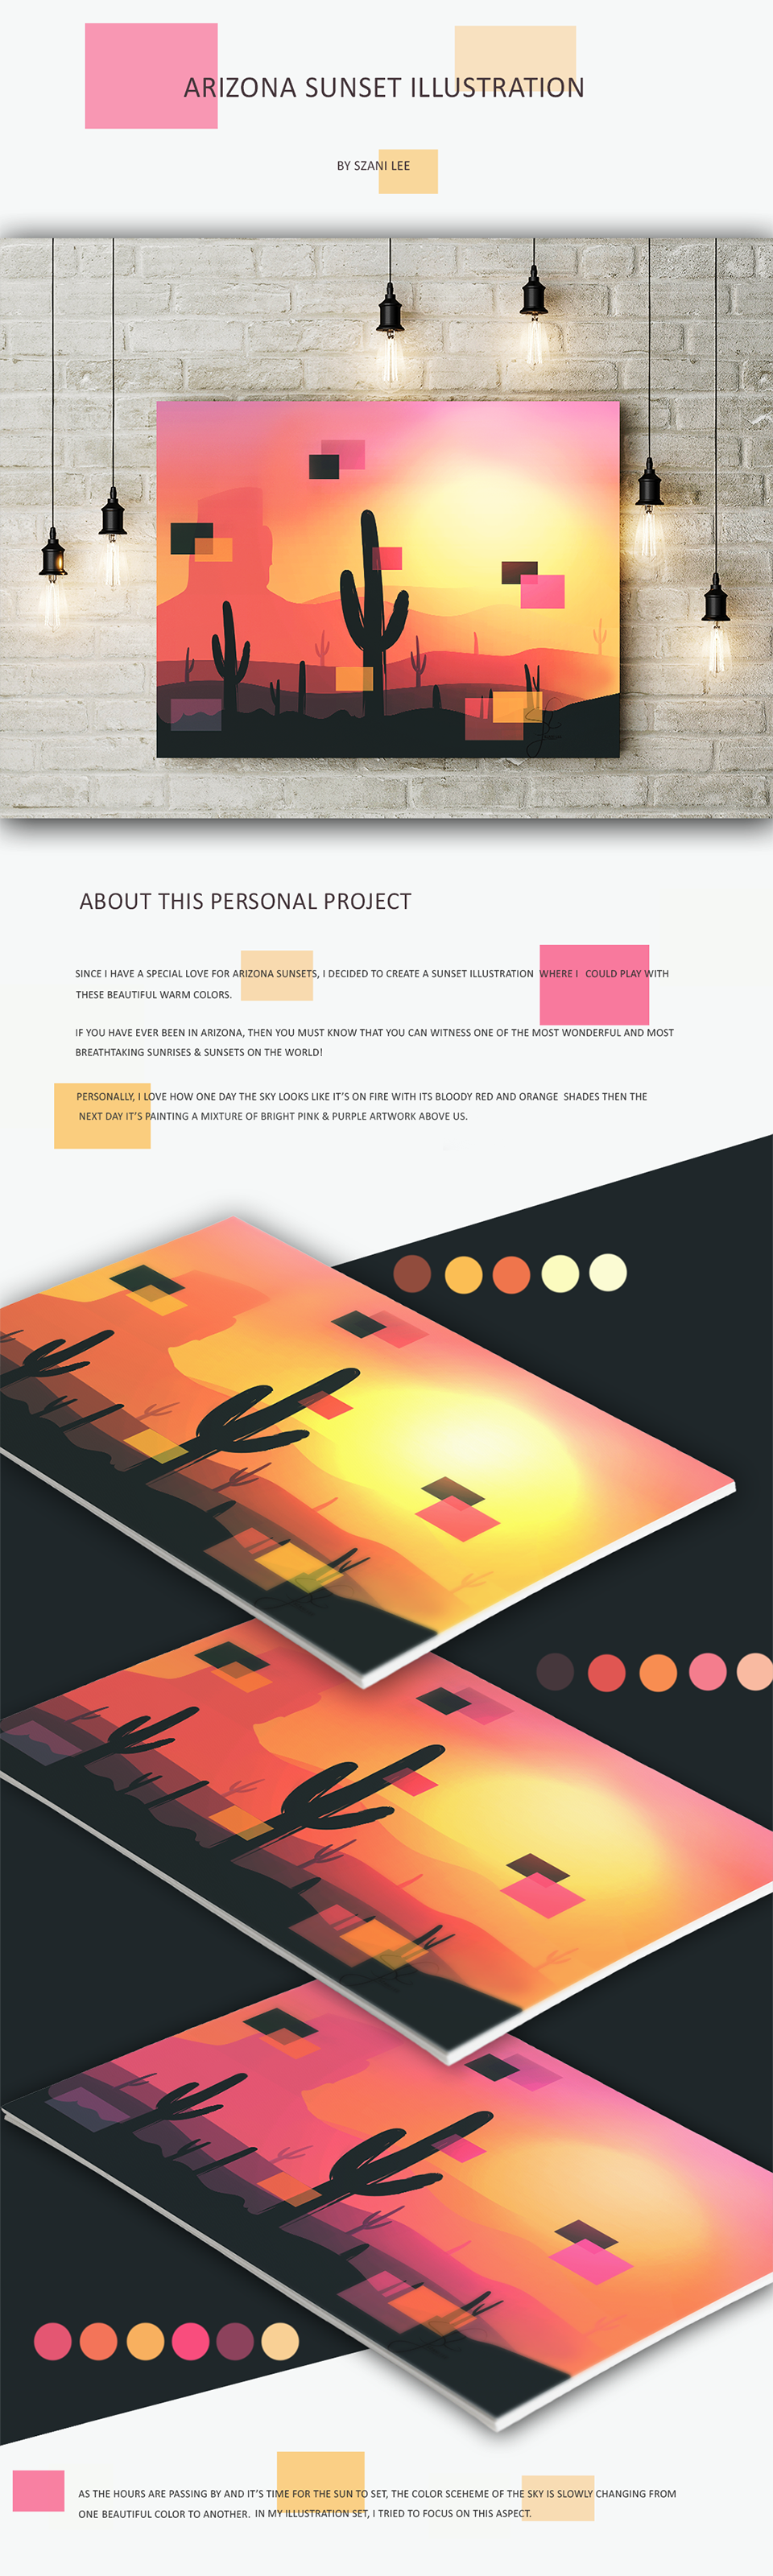 ARIZONA SUNSET ILLUSTRATION
BY SZANI LEE
ABOUT THIS PERSONAL PROJECT
SINCE I HAVE A SPECIAL LOVE FOR ARIZONA SUNSETS, I DECIDED TO CREATE A SUNSET ILLUSTRATION WHERE I COULD PLAY WITH
THESE BEAUTIFUL WARM COLORS.
IF YOU HAVE EVER BEEN IN ARIZONA, THEN YOU MUST KNOW THAT YOU CAN WITNESS ONE OF THE MOST WONDERFUL AND MOST
BREATHTAKING SUNRISES & SUNSETS ON THE WORLD!
PERSONALLY, I LOVE HOW ONE DAY THE SKY LOOKS LIKE IT'S ON FIRE WITH ITS BLOODY RED AND ORANGE SHADES THEN THE
NEXT DAY IT'S PAINTING A MIXTURE OF BRIGHT PINK & PURPLE ARTWORK ABOVE US.
AS THE HOURS ARE PASSING BY AND IT'S TIME FOR THE SUN TO SET, THE COLOR SCEHEME OF THE SKY IS SLOWLY CHANGING FROM
ONE BEAUTIFUL COLOR TO ANOTHER. IN MY ILLUSTRATION SET, I TRIED TO FOCUS ON THIS ASPECT.